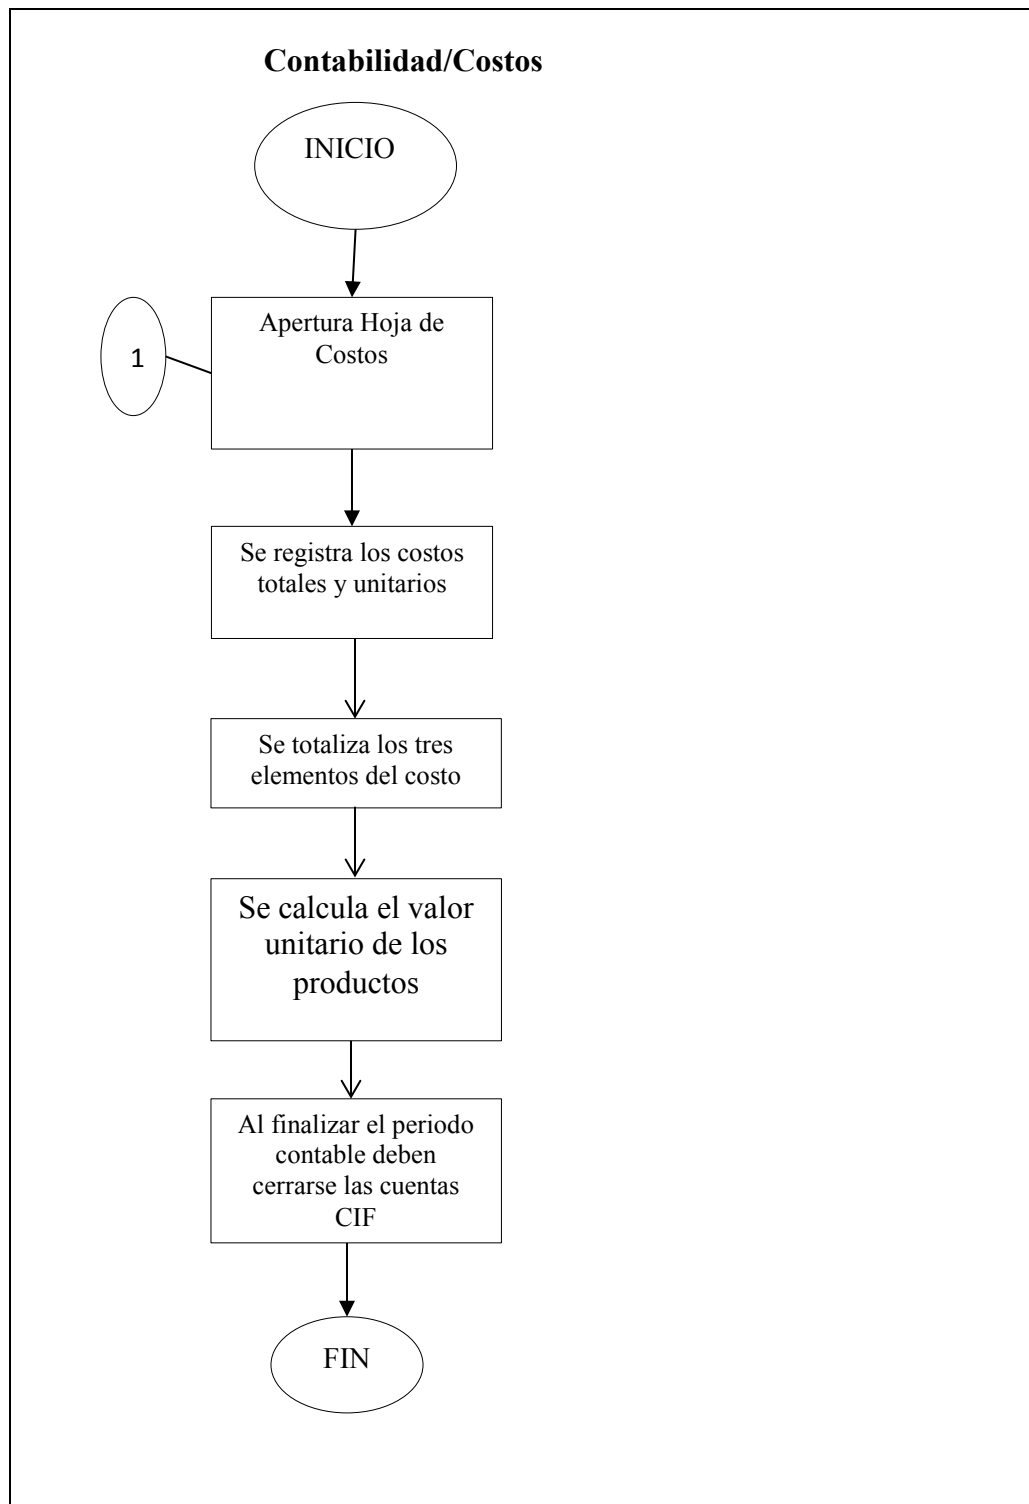 Contabilidad/Costos
INICIO
Apertura Hoja de
Costos
1
Se registra los costos
totales y unitarios
Se totaliza los tres
elementos del costo
Se calcula el valor
unitario de los
productos
Al finalizar el periodo
contable deben
cerrarse las cuentas
CIF
FIN